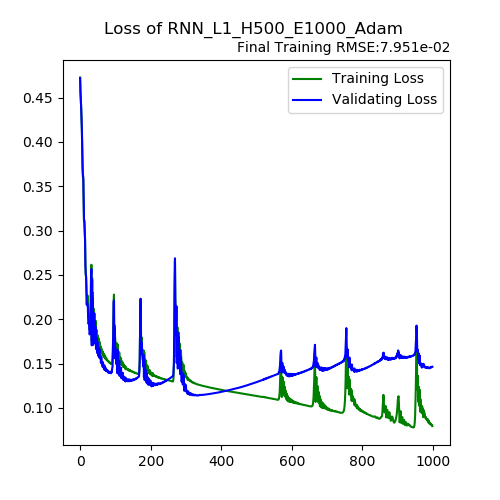 Loss of RNN_L1_H500_E1000_Adam
Final Training RMSE:7.951e-02
Training Loss
Validating Loss
0.45
0.40
0.35
0.30
0.25
0.20
0.15
0.10
0 200 400 600 800 1000